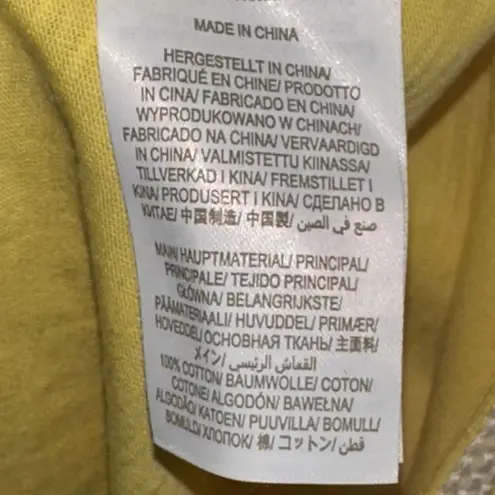 MADE IN CHINA
HERGESTELLT IN CHINA/
FABRIQUÉ EN CHINE/ PRODOTTO
IN CINA/ FABRICADO EN CHINA/
WYPRODUKOWANO W CHINACH/
FABRICADO NA CHINA/ VERVAARDIGD
IN CHINA/ VALMISTETTU KIINASSA/
TILLVERKAD I KINA/ FREMSTILLET I
KINA/ PRODUSERT I KINA/ СДЕЛАНО В
КИТАЕ/ 中国制造/ 中国製/ صنع في الصين
MAIN/ HAUPTMATERIAL/ PRINCIPAL/
PRINCIPALE/ TEJIDO PRINCIPAL/
GŁÓWNA/ BELANGRIJKSTE/
PÄÄMATERIAALI/ HUVUDDEL/ PRIMÆR/
HOVEDDEL/ ОСНОВНАЯ ТКАНЬ/ 主面料/
メイン/ القماش الرئيسي/
100% COTTON/ BAUMWOLLE/ COTON/
COTONE/ ALGODÓN/ BAWEŁNA/
ALGODÃO/ KATOEN/ PUUVILLA/ BOMULL/
BOMULD/ ХЛОПОК/ 棉/ コットン/ قطن